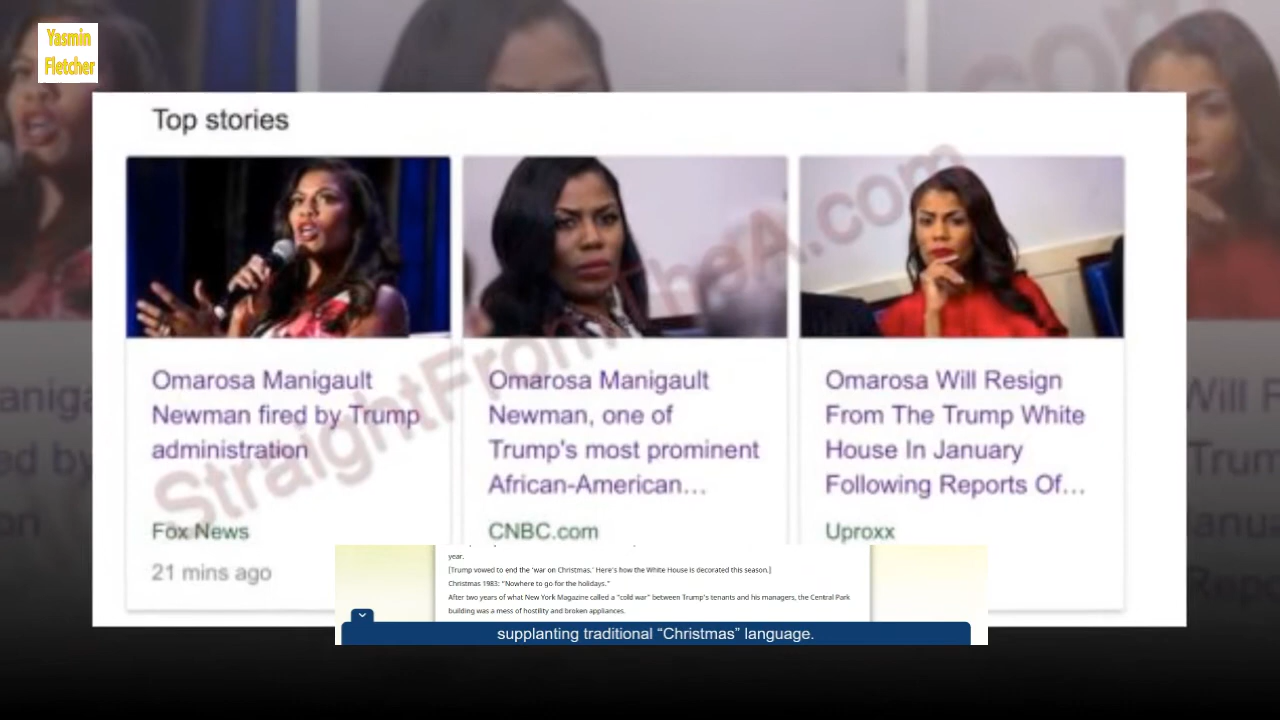 Yasmin
Fletcher
Top stories
Omarosa Manigault
Newman fired by Trump
administration
Fox News
21 mins ago
Omarosa Manigault
Newman, one of
Trump's most prominent
African-American...
CNBC.com
Omarosa Will Resign
From The Trump White
House In January
Following Reports Of...
Uproxx
StraightFromTheA.com
year.
[Trump vowed to end the 'war on Christmas.' Here's how the White House is decorated this season.]
Christmas 1983: "Nowhere to go for the holidays."
After two years of what New York Magazine called a "cold war" between Trump's tenants and his managers, the Central Park
building was a mess of hostility and broken appliances.
supplanting traditional “Christmas” language.